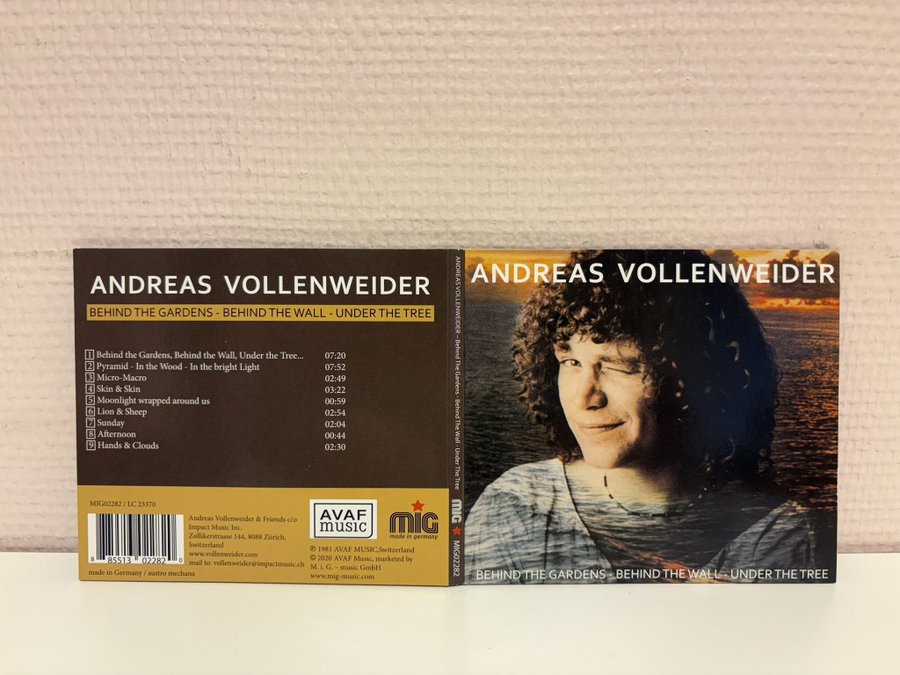 ANDREAS VOLLENWEIDER
BEHIND THE GARDENS - BEHIND THE WALL - UNDER THE TREE
1 Behind the Gardens, Behind the Wall, Under the Tree... 07:20
2 Pyramid - In the Wood - In the bright Light 07:52
3 Micro-Macro 02:49
4 Skin & Skin 03:22
5 Moonlight wrapped around us 00:59
6 Lion & Sheep 02:54
7 Sunday 02:04
8 Afternoon 00:44
9 Hands & Clouds 02:30
MIG02282 / LC 23370
8 85513 02282 0
made in Germany / austro mechana
Andreas Vollenweider & Friends c/o
Impact Music Inc.
Zollikerstrasse 144, 8088 Zürich,
Switzerland
www.vollenweider.com
mail to: vollenweider@impactmusic.ch
AVAF
music
MIG
made in germany
℗ 1981 AVAF MUSIC,Switzerland
© 2020 AVAF Music, marketed by
M. i. G. – music GmbH
www.mig-music.com
ANDREAS VOLLENWEIDER – Behind The Gardens - Behind The Wall - Under The Tree
MIG
MIG02282
ANDREAS VOLLENWEIDER
BEHIND THE GARDENS - BEHIND THE WALL - UNDER THE TREE